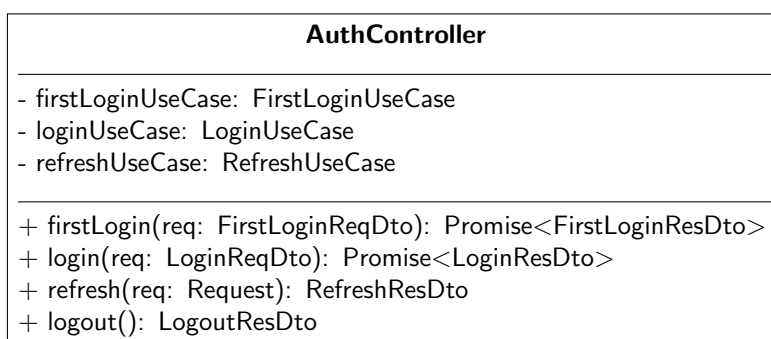 AuthController
- firstLoginUseCase: FirstLoginUseCase
- loginUseCase: LoginUseCase
- refreshUseCase: RefreshUseCase
+ firstLogin(req: FirstLoginReqDto): Promise<FirstLoginResDto>
+ login(req: LoginReqDto): Promise<LoginResDto>
+ refresh(req: Request): RefreshResDto
+ logout(): LogoutResDto